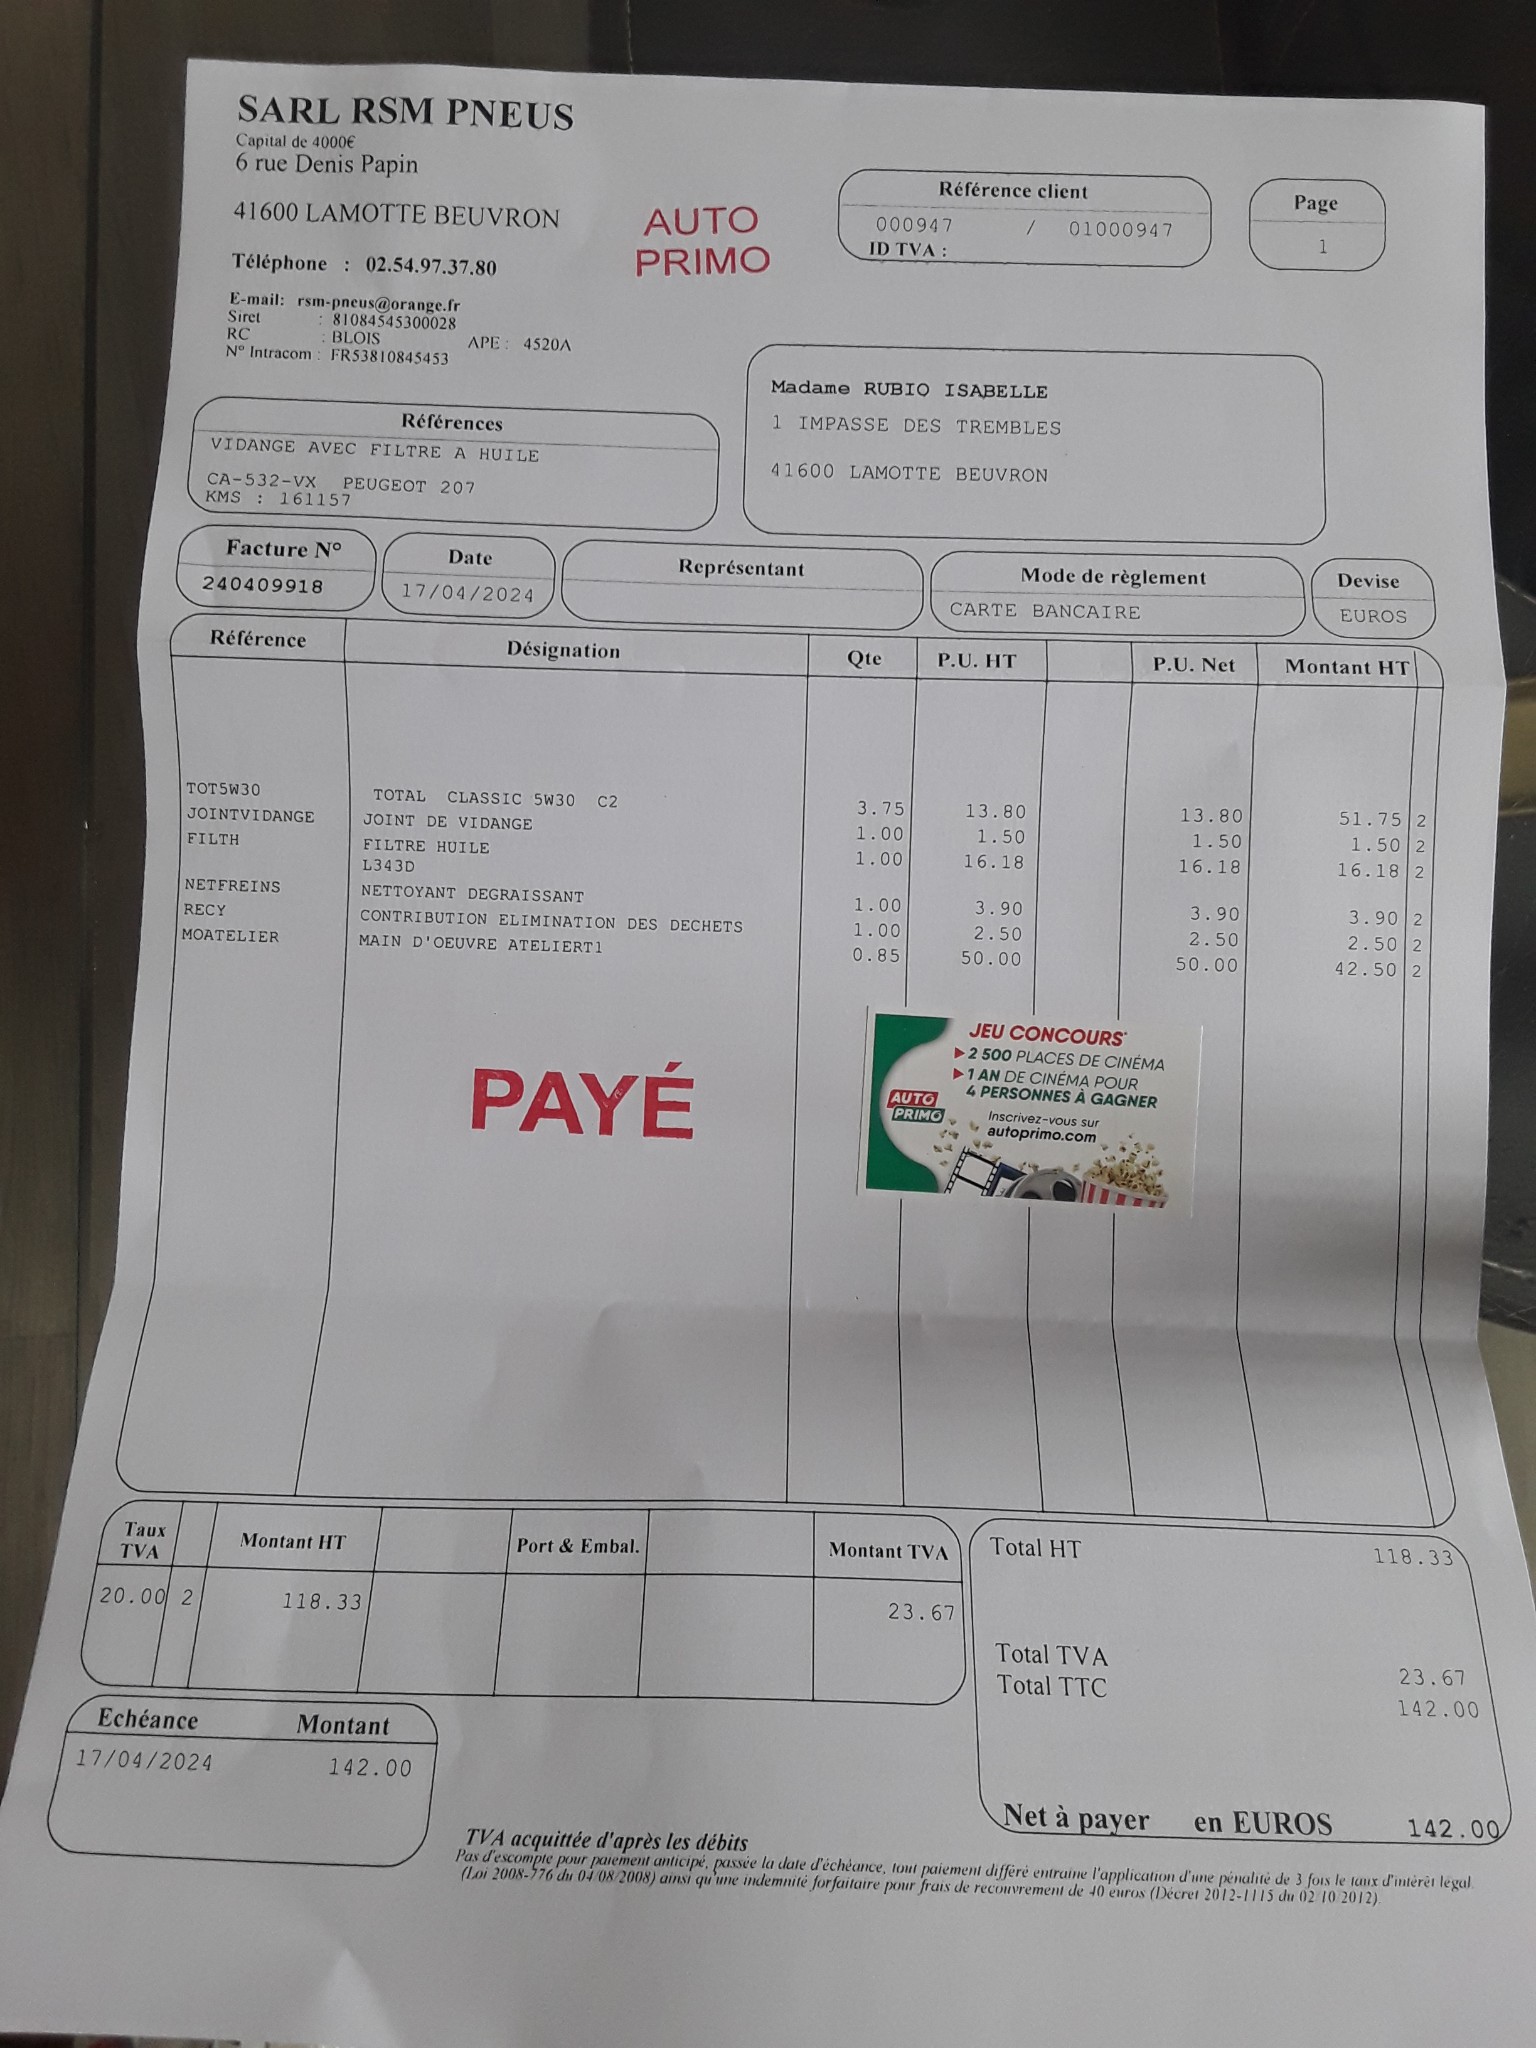 SARL RSM PNEUS
Capital de 4000€
6 rue Denis Papin
41600 LAMOTTE BEUVRON
AUTO
PRIMO
Téléphone : 02.54.97.37.80
E-mail: rsm-pneus@orange.fr
Siret : 81084545300028
RC : BLOIS APE : 4520A
N° Intracom : FR53810845453
Référence client
000947 / 01000947
ID TVA :
Page
1
Madame RUBIO ISABELLE
1 IMPASSE DES TREMBLES
41600 LAMOTTE BEUVRON
Références
VIDANGE AVEC FILTRE A HUILE
CA-532-VX PEUGEOT 207
KMS : 161157
Facture N° Date Représentant Mode de règlement Devise
240409918 17/04/2024 CARTE BANCAIRE EUROS
Référence Désignation Qte P.U. HT P.U. Net Montant HT
TOT5W30 TOTAL CLASSIC 5W30 C2 3.75 13.80 13.80 51.75 2
JOINTVIDANGE JOINT DE VIDANGE 1.00 1.50 1.50 1.50 2
FILTH FILTRE HUILE 1.00 16.18 16.18 16.18 2
L343D
NETFREINS NETTOYANT DEGRAISSANT 1.00 3.90 3.90 3.90 2
RECY CONTRIBUTION ELIMINATION DES DECHETS 1.00 2.50 2.50 2.50 2
MOATELIER MAIN D'OEUVRE ATELIERT1 0.85 50.00 50.00 42.50 2
PAYÉ
JEU CONCOURS*
2 500 PLACES DE CINÉMA
1 AN DE CINÉMA POUR
4 PERSONNES À GAGNER
Inscrivez-vous sur
autoprimo.com
AUTO
PRIMO
Taux TVA Montant HT Port & Embal. Montant TVA
20.00 2 118.33 23.67
Total HT 118.33
Total TVA 23.67
Total TTC 142.00
Net à payer en EUROS 142.00
Echéance Montant
17/04/2024 142.00
TVA acquittée d'après les débits
Pas d'escompte pour paiement anticipé, passée la date d'échéance, tout paiement différé entraine l'application d'une pénalité de 3 fois le taux d'intérêt légal.
(Loi 2008-776 du 04/08/2008) ainsi qu'une indemnité forfaitaire pour frais de recouvrement de 40 euros (Décret 2012-1115 du 02/10/2012).